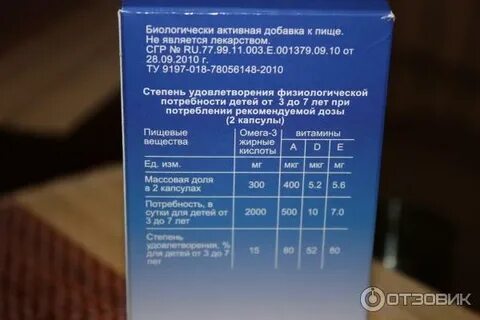 Биологически активная добавка к пище.
Не является лекарством.
СГР № RU.77.99.11.003.Е.001379.09.10 от
28.09.2010 г.
ТУ 9197-018-78056148-2010
Степень удовлетворения физиологической
потребности детей от 3 до 7 лет при
потреблении рекомендуемой дозы
(2 капсулы)
Пищевые вещества Омега-3 жирные кислоты витамины A D E
Ед. изм. мг мкг мкг мг
Массовая доля в 2 капсулах 300 400 5.2 5.6
Потребность, в сутки для детей от 3 до 7 лет 2000 500 10 7.0
Степень удовлетворения, % для детей от 3 до 7 лет 15 80 52 80
ОТЗОВИК